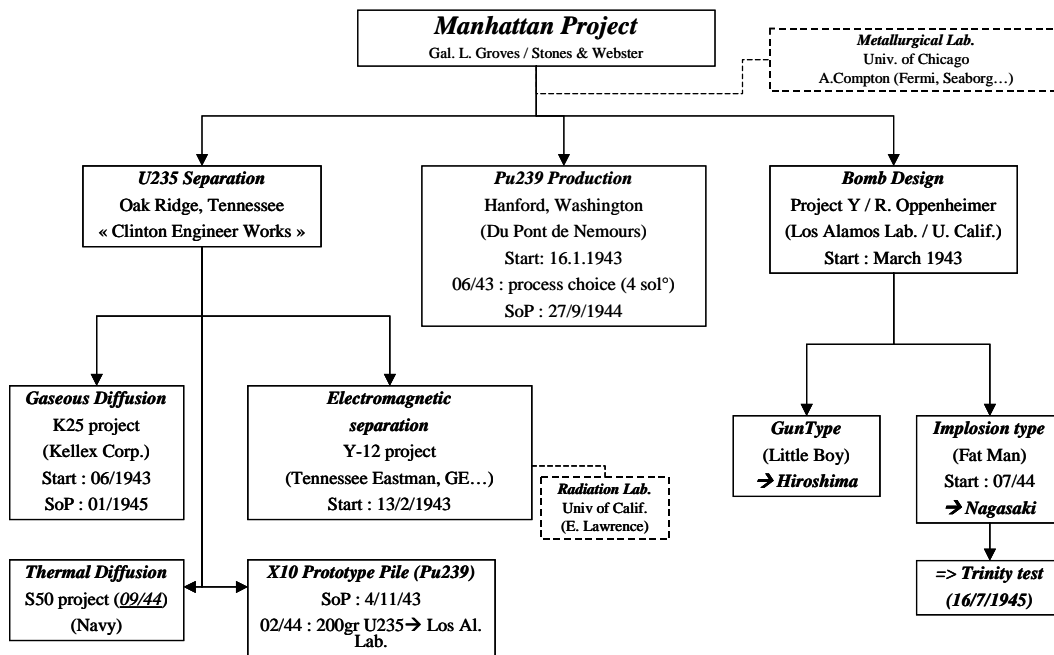 Manhattan Project
Gal. L. Groves / Stones & Webster
Metallurgical Lab.
Univ. of Chicago
A.Compton (Fermi, Seaborg…)
U235 Separation
Oak Ridge, Tennessee
« Clinton Engineer Works »
Pu239 Production
Hanford, Washington
(Du Pont de Nemours)
Start: 16.1.1943
06/43 : process choice (4 sol°)
SoP : 27/9/1944
Bomb Design
Project Y / R. Oppenheimer
(Los Alamos Lab. / U. Calif.)
Start : March 1943
Gaseous Diffusion
K25 project
(Kellex Corp.)
Start : 06/1943
SoP : 01/1945
Electromagnetic
separation
Y-12 project
(Tennessee Eastman, GE…)
Start : 13/2/1943
Radiation Lab.
Univ of Calif.
(E. Lawrence)
GunType
(Little Boy)
→ Hiroshima
Implosion type
(Fat Man)
Start : 07/44
→ Nagasaki
Thermal Diffusion
S50 project (09/44)
(Navy)
X10 Prototype Pile (Pu239)
SoP : 4/11/43
02/44 : 200gr U235→ Los Al.
Lab.
=> Trinity test
(16/7/1945)